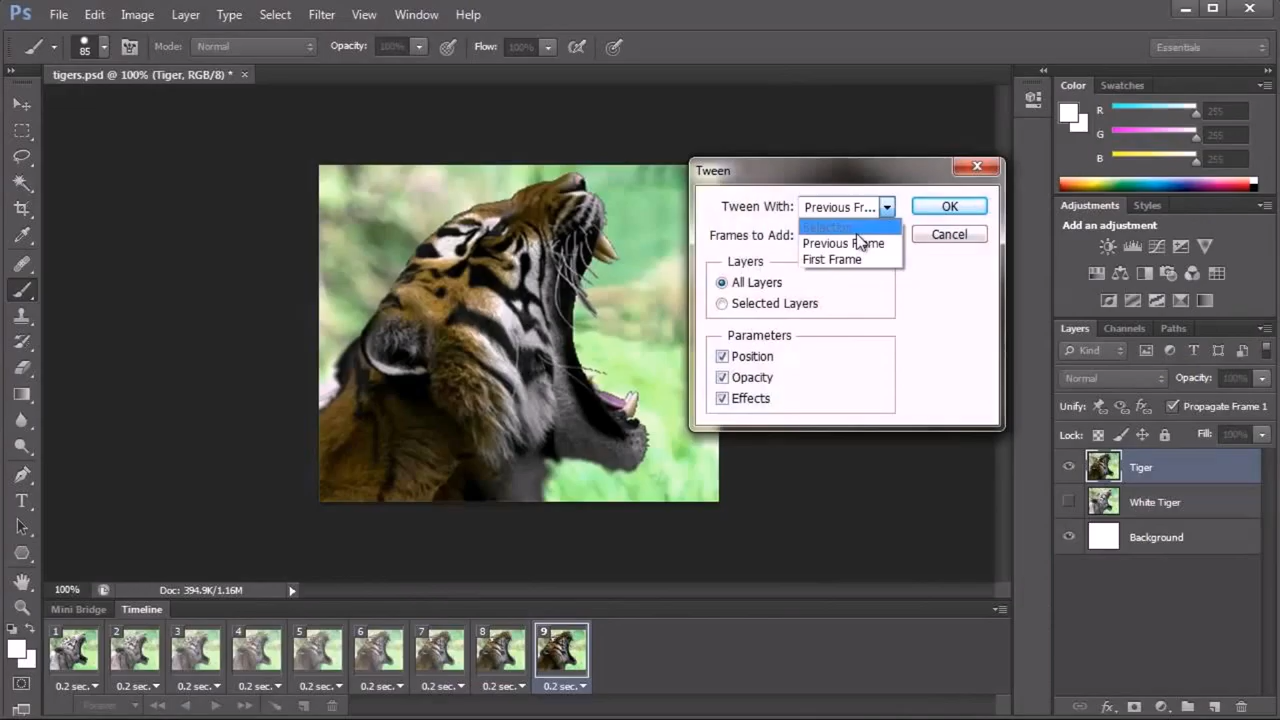 Ps File Edit Image Layer Type Select Filter View Window Help
85 Mode: Normal Opacity: 100% Flow: 100% Essentials
tigers.psd @ 100% (Tiger, RGB/8) * ×
Color Swatches
R 255
G 255
B 255
Adjustments Styles
Add an adjustment
Tween
Tween With: Previous Fr... OK
Selection
Frames to Add: Previous Frame Cancel
First Frame
Layers
All Layers
Selected Layers
Parameters
Position
Opacity
Effects
Layers Channels Paths
Kind
Normal Opacity: 100%
Unify: Propagate Frame 1
Lock: Fill: 100%
Tiger
White Tiger
Background
100% Doc: 394.9K/1.16M
Mini Bridge Timeline
1 2 3 4 5 6 7 8 9
0.2 sec. 0.2 sec. 0.2 sec. 0.2 sec. 0.2 sec. 0.2 sec. 0.2 sec. 0.2 sec. 0.2 sec.
Forever